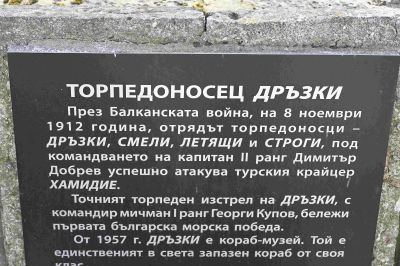 ТОРПЕДОНОСЕЦ ДРЪЗКИ
През Балканската война, на 8 ноември
1912 година, отрядът торпедоносци –
ДРЪЗКИ, СМЕЛИ, ЛЕТЯЩИ и СТРОГИ, под
командването на капитан II ранг Димитър
Добрев успешно атакува турския крайцер
ХАМИДИЕ.
Точният торпеден изстрел на ДРЪЗКИ, с
командир мичман I ранг Георги Купов, бележи
първата българска морска победа.
От 1957 г. ДРЪЗКИ е кораб-музей. Той е
единственият в света запазен кораб от своя
клас.